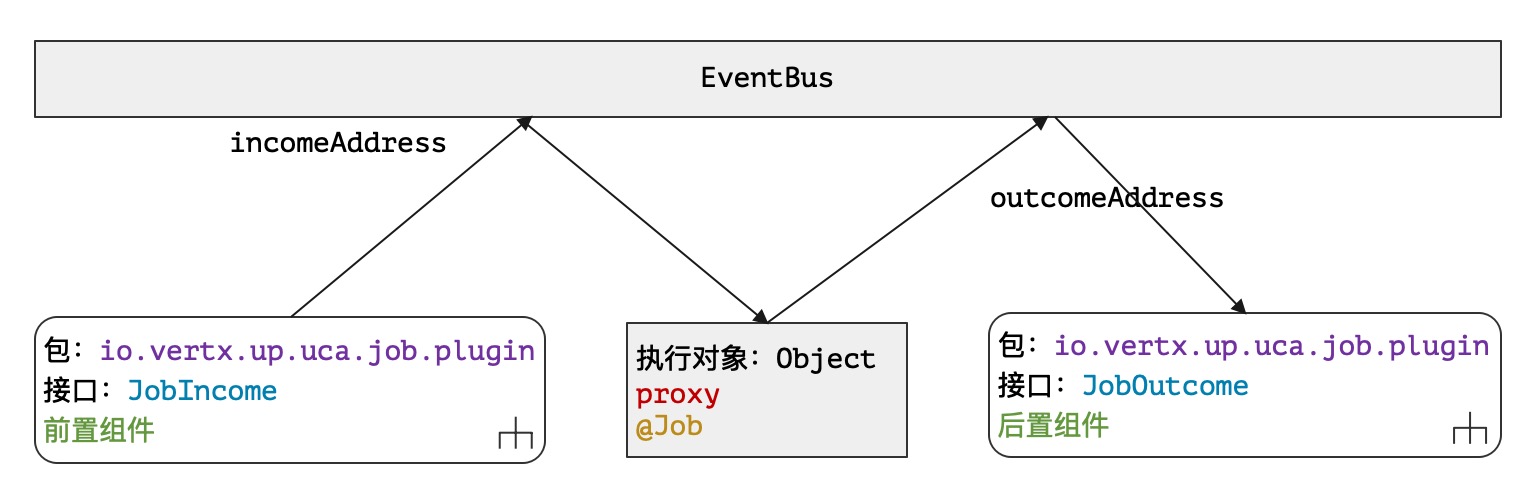 EventBus
incomeAddress
outcomeAddress
包：io.vertx.up.uca.job.plugin
接口：JobIncome
前置组件
执行对象：Object
proxy
@Job
包：io.vertx.up.uca.job.plugin
接口：JobOutcome
后置组件